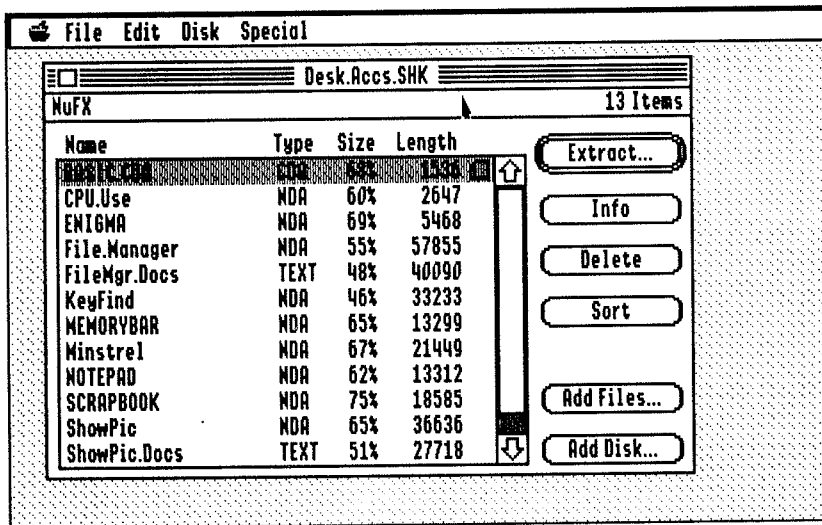 File Edit Disk Special
Desk.Accs.SHK
NuFX 13 Items
Name Type Size Length
CDA 1536
CPU.Use NDA 60% 2647
ENIGMA NDA 69% 5468
File.Manager NDA 55% 57855
FileMgr.Docs TEXT 48% 40090
KeyFind NDA 46% 33233
MEMORYBAR NDA 65% 13299
Minstrel NDA 67% 21449
NOTEPAD NDA 62% 13312
SCRAPBOOK NDA 75% 18585
ShowPic NDA 65% 36636
ShowPic.Docs TEXT 51% 27718
Extract...
Info
Delete
Sort
Add Files...
Add Disk...